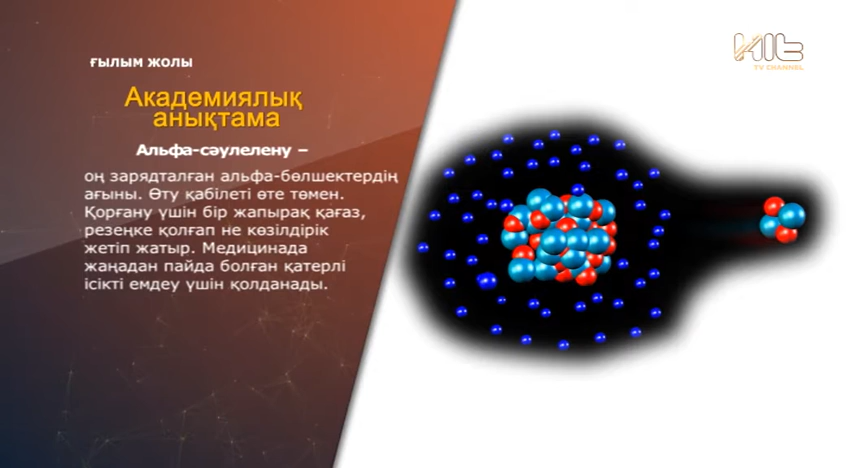 ҒЫЛЫМ ЖОЛЫ
Академиялық
анықтама
Альфа-сәулелену –
оң зарядталған альфа-бөлшектердің
ағыны. Өту қабілеті өте төмен.
Қорғану үшін бір жапырақ қағаз,
резеңке қолғап не көзілдірік
жетіп жатыр. Медицинада
жаңадан пайда болған қатерлі
ісікті емдеу үшін қолданады.
TV CHANNEL